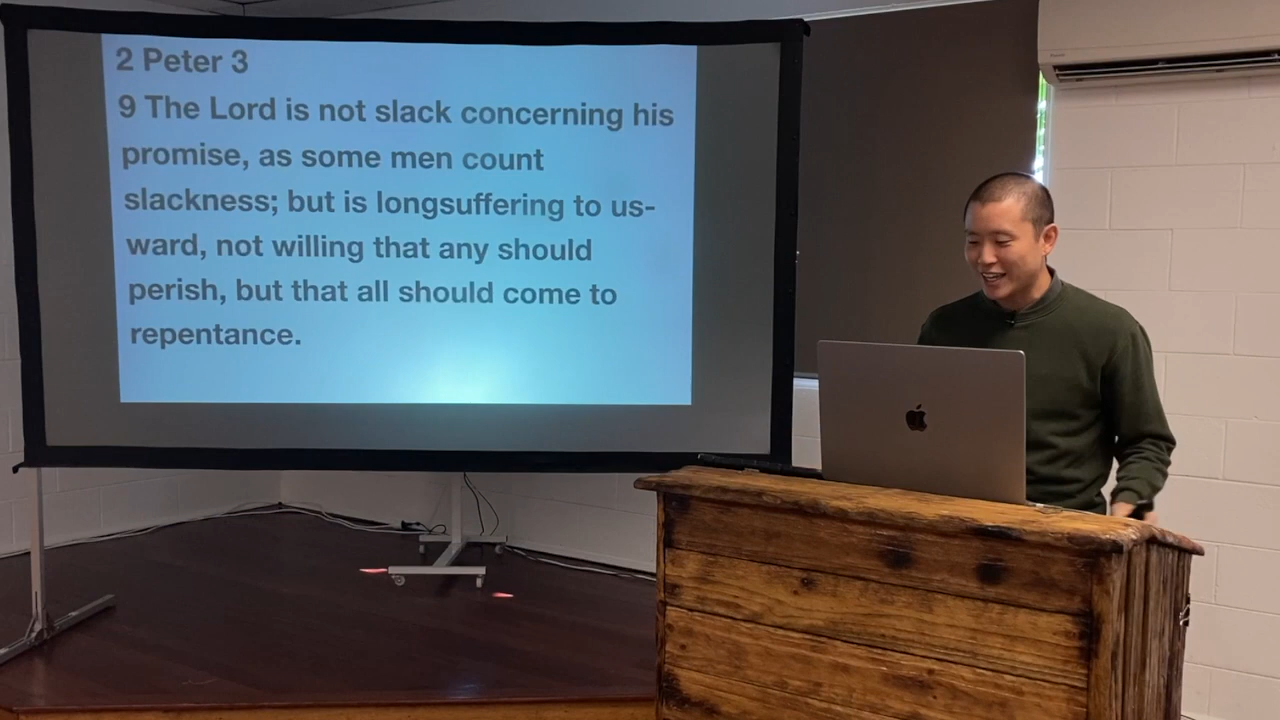 2 Peter 3
9 The Lord is not slack concerning his
promise, as some men count
slackness; but is longsuffering to us-
ward, not willing that any should
perish, but that all should come to
repentance.